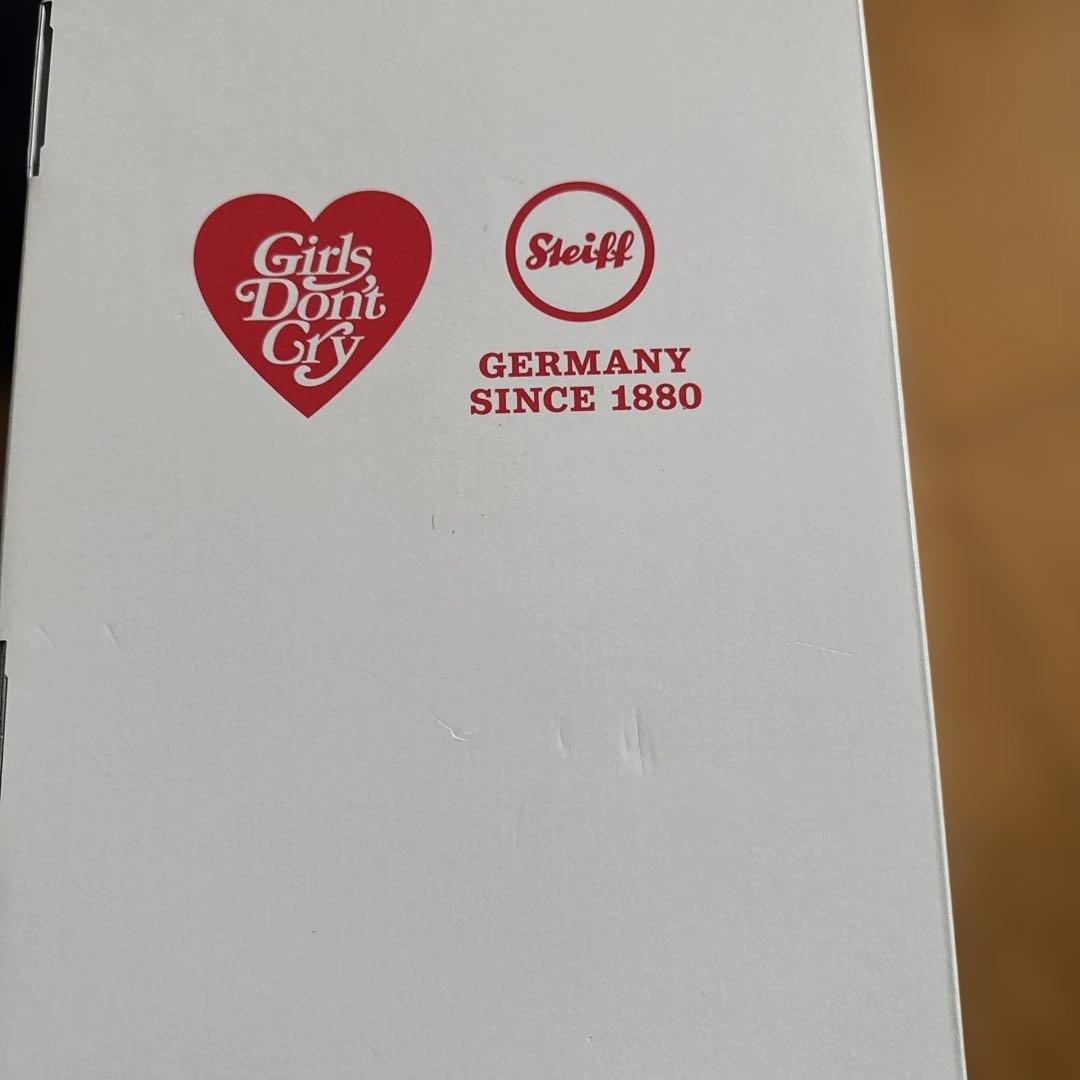 Girls
Don't
Cry
Steiff
GERMANY
SINCE 1880